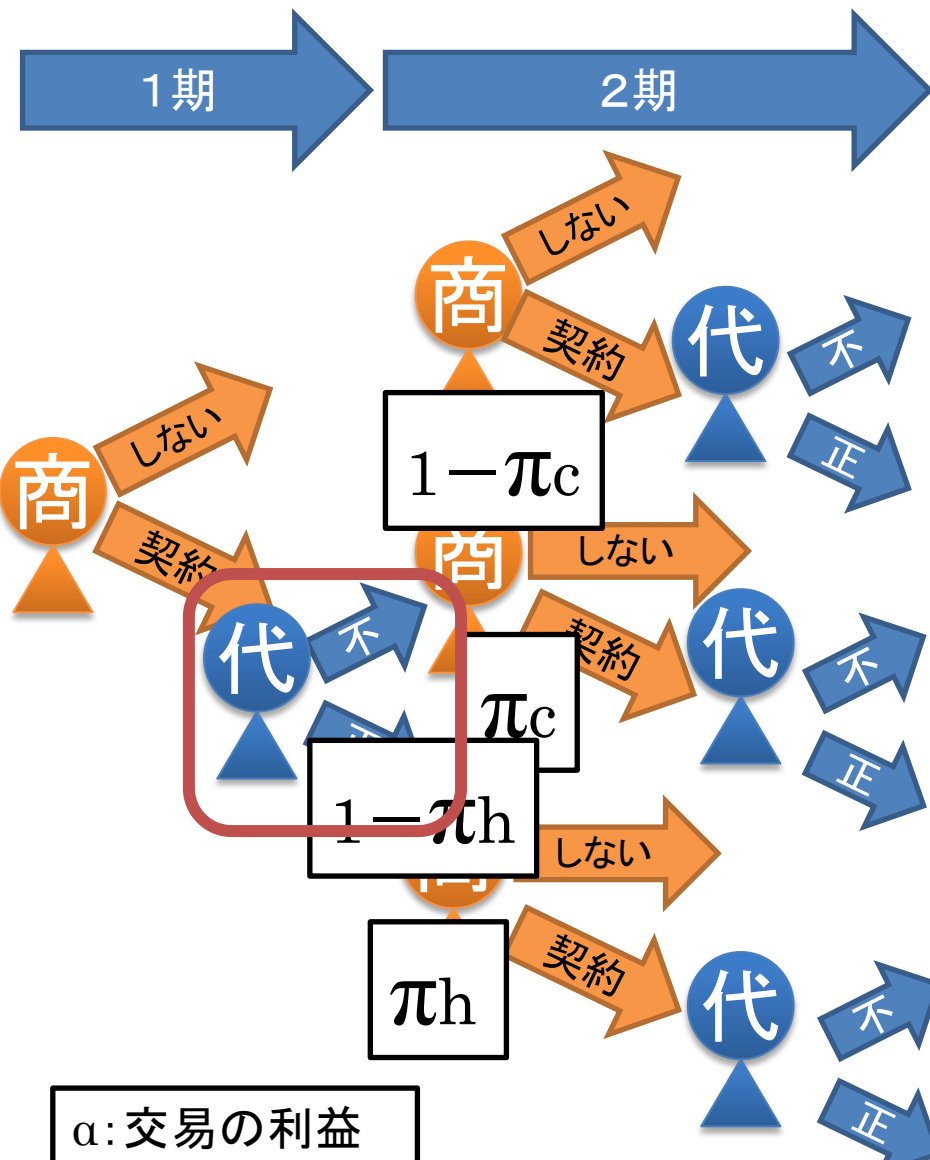 1期
2期
しない
商
契約
代
不
正
1－πc
しない
商
契約
商
しない
契約
代
不
正
代
不
πc
1－πh
しない
契約
πh
代
不
正
α:交易の利益